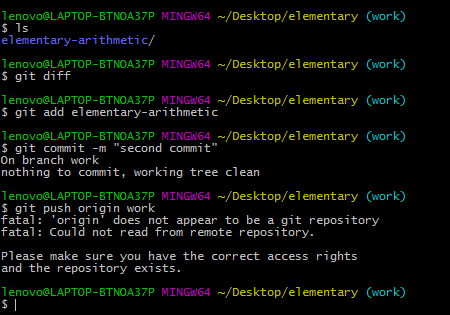 lenovo@LAPTOP-BTNOA37P MINGW64 ~/Desktop/elementary (work)
$ ls
elementary-arithmetic/
lenovo@LAPTOP-BTNOA37P MINGW64 ~/Desktop/elementary (work)
$ git diff
lenovo@LAPTOP-BTNOA37P MINGW64 ~/Desktop/elementary (work)
$ git add elementary-arithmetic
lenovo@LAPTOP-BTNOA37P MINGW64 ~/Desktop/elementary (work)
$ git commit -m "second commit"
On branch work
nothing to commit, working tree clean
lenovo@LAPTOP-BTNOA37P MINGW64 ~/Desktop/elementary (work)
$ git push origin work
fatal: 'origin' does not appear to be a git repository
fatal: Could not read from remote repository.
Please make sure you have the correct access rights
and the repository exists.
lenovo@LAPTOP-BTNOA37P MINGW64 ~/Desktop/elementary (work)
$